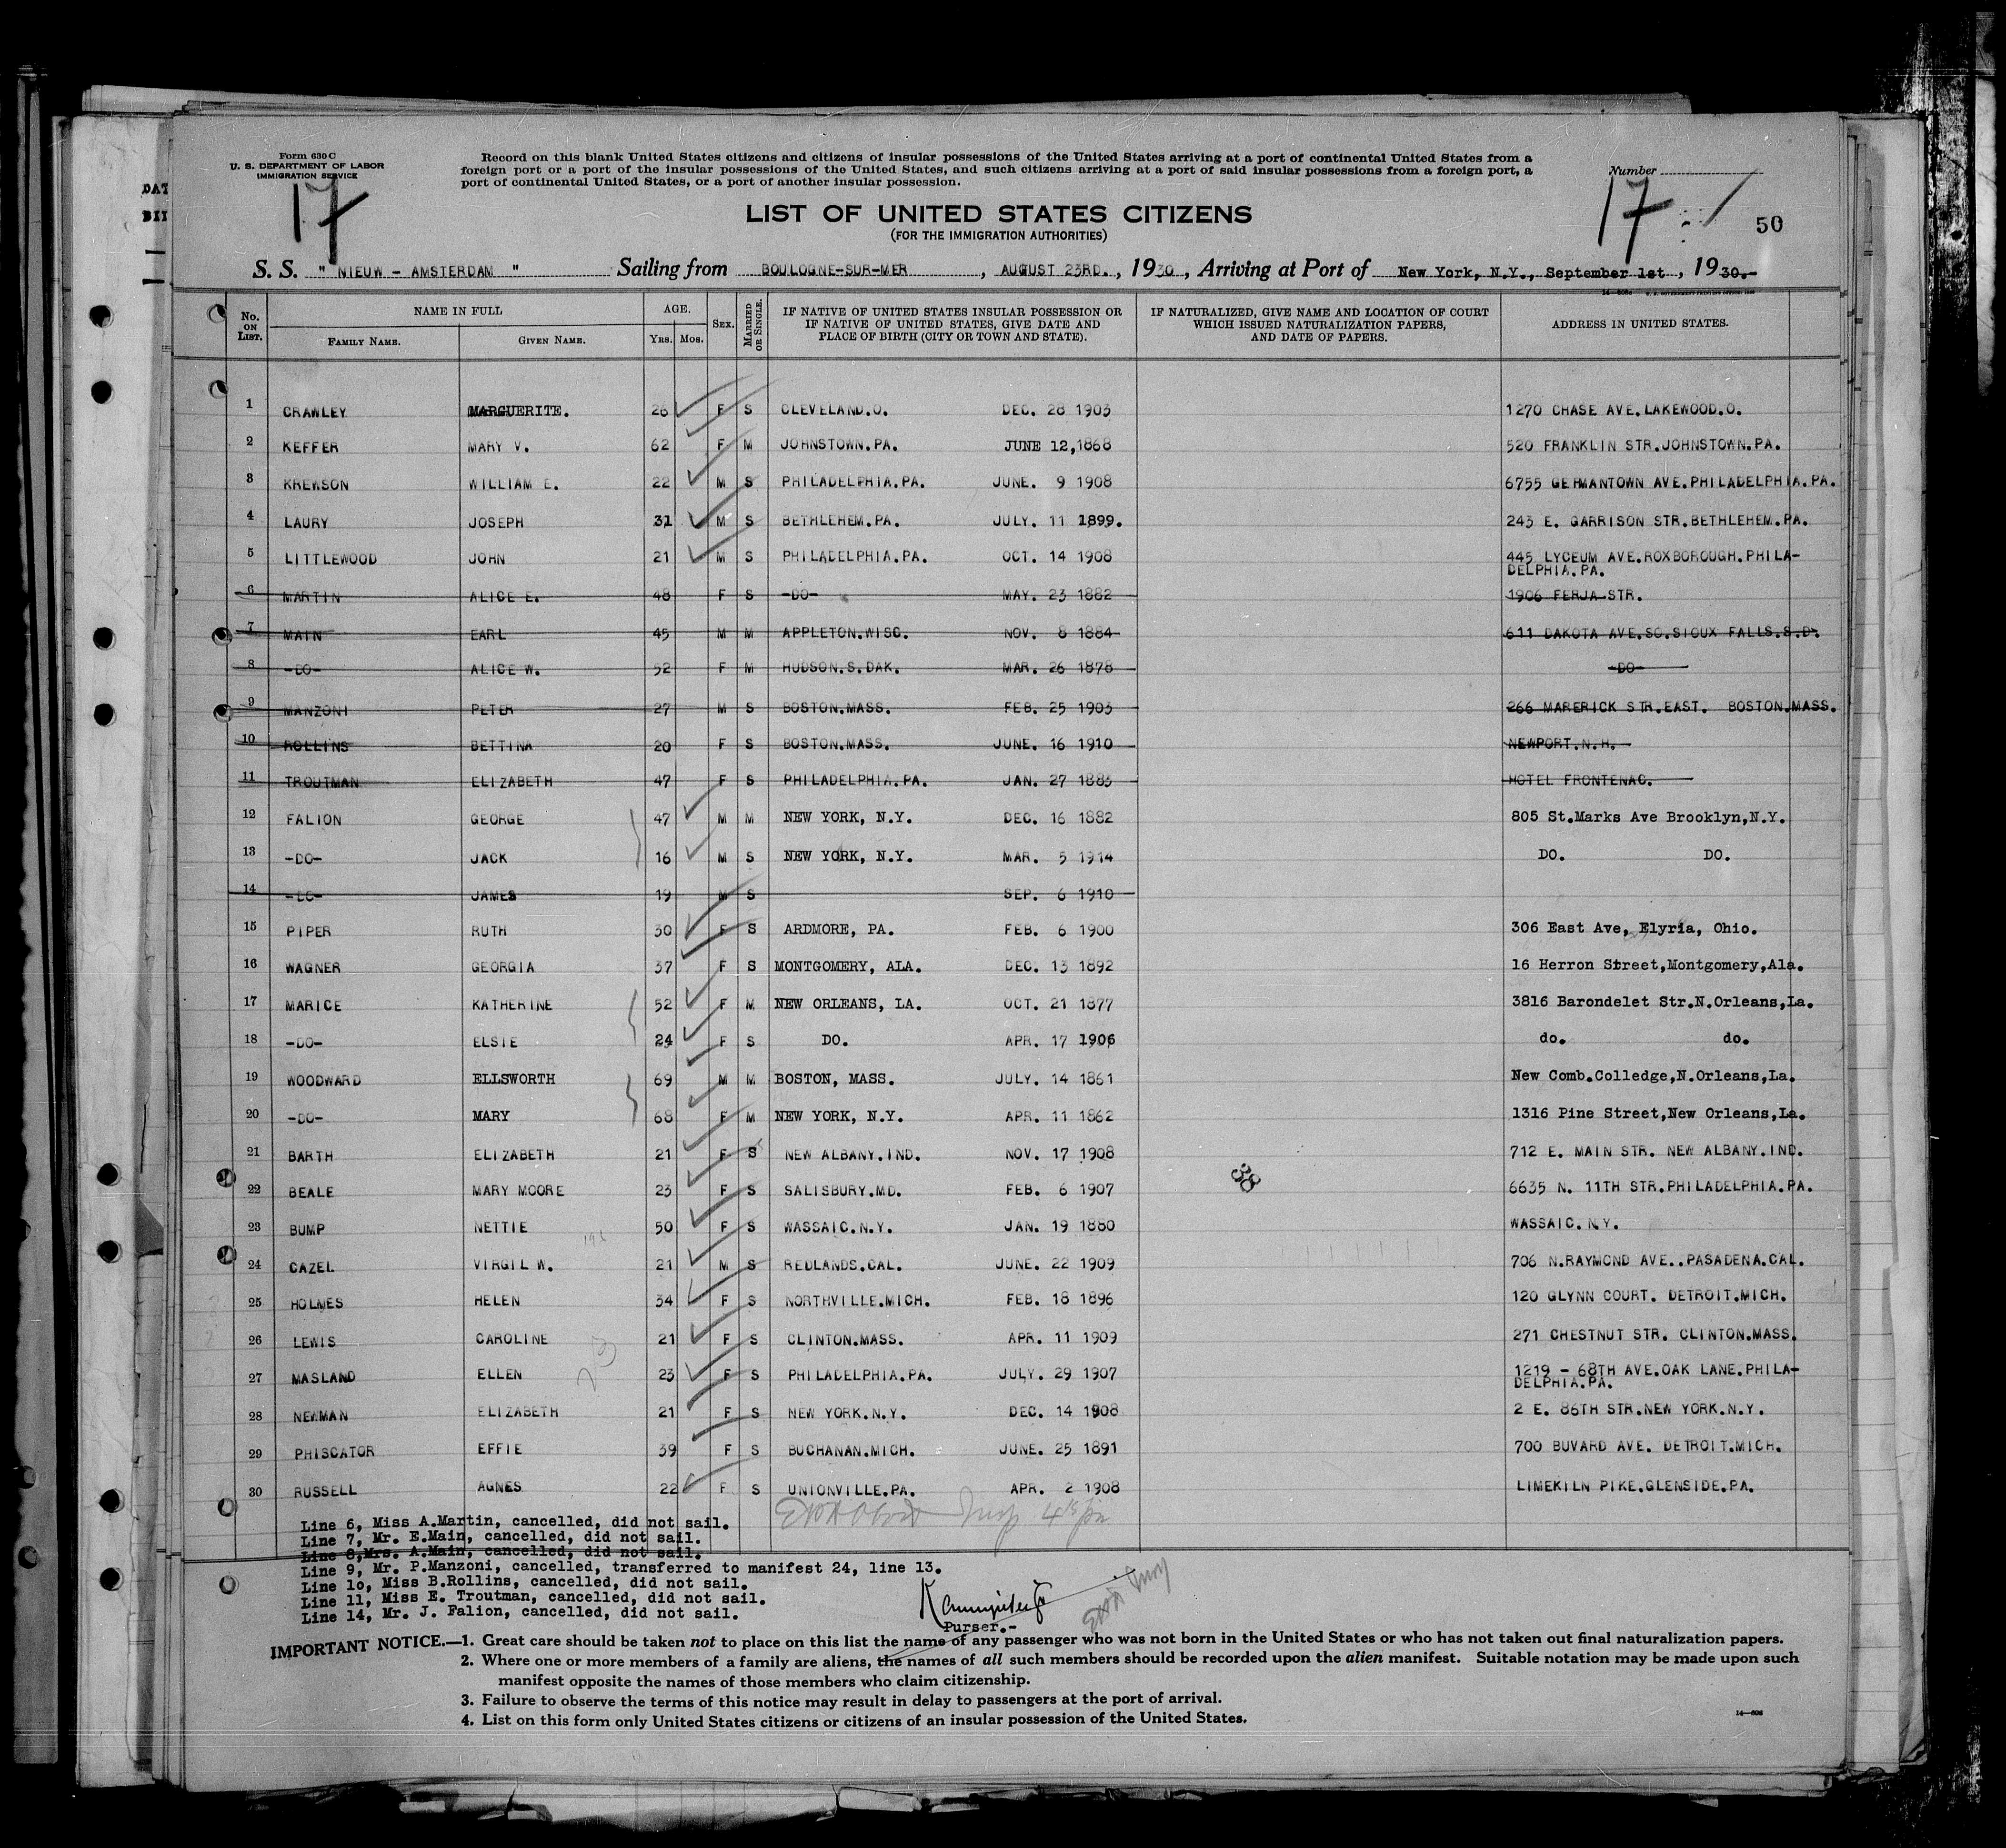 Form 630 C
U. S. DEPARTMENT OF LABOR
IMMIGRATION SERVICE
17
Record on this blank United States citizens and citizens of insular possessions of the United States arriving at a port of continental United States from a
foreign port or a port of the insular possessions of the United States, and such citizens arriving at a port of said insular possessions from a foreign port, a
port of continental United States, or a port of another insular possession.
Number
17
50
LIST OF UNITED STATES CITIZENS
(FOR THE IMMIGRATION AUTHORITIES)
S. S. " NIEUW - AMSTERDAM " Sailing from BOULOGNE-SUR-MER , AUGUST 23RD. , 1930 , Arriving at Port of New York, N.Y., September 1st , 1930.-
No. ON LIST. NAME IN FULL AGE. SEX. MARRIED OR SINGLE. IF NATIVE OF UNITED STATES INSULAR POSSESSION OR IF NATIVE OF UNITED STATES, GIVE DATE AND PLACE OF BIRTH (CITY OR TOWN AND STATE). IF NATURALIZED, GIVE NAME AND LOCATION OF COURT WHICH ISSUED NATURALIZATION PAPERS, AND DATE OF PAPERS. ADDRESS IN UNITED STATES.
FAMILY NAME. GIVEN NAME. YRS. MOS.
1 CRAWLEY MARGUERITE. 26 F S CLEVELAND.O. DEC. 28 1903 1270 CHASE AVE.LAKEWOOD.O.
2 KEFFER MARY V. 62 F M JOHNSTOWN.PA. JUNE 12,1868 520 FRANKLIN STR.JOHNSTOWN.PA.
3 KREWSON WILLIAM E. 22 M S PHILADELPHIA.PA. JUNE. 9 1908 6755 GERMANTOWN AVE.PHILADELPHIA.PA.
4 LAURY JOSEPH 31 M S BETHLEHEM.PA. JULY. 11 1899. 243 E. GARRISON STR.BETHLEHEM.PA.
5 LITTLEWOOD JOHN 21 M S PHILADELPHIA.PA. OCT. 14 1908 445 LYCEUM AVE.ROXBOROUGH.PHILA-
DELPHIA.PA.
6 MARTIN ALICE E. 48 F S -DO- MAY. 23 1882 1906 FERJA STR.
7 MAIN EARL 45 M M APPLETON.WISC. NOV. 8 1884 611 DAKOTA AVE.SO.SIOUX FALLS.S.D.
8 -DO- ALICE W. 52 F M HUDSON.S.DAK. MAR. 26 1878 -DO-
9 MANZONI PETER 27 M S BOSTON.MASS. FEB. 25 1903 266 MARERICK STR.EAST. BOSTON.MASS.
10 ROLLINS BETTINA 20 F S BOSTON.MASS. JUNE. 16 1910 NEWPORT.N.H.
11 TROUTMAN ELIZABETH 47 F S PHILADELPHIA.PA. JAN. 27 1883 HOTEL FRONTENAC.
12 FALION GEORGE 47 M M NEW YORK, N.Y. DEC. 16 1882 805 St.Marks Ave Brooklyn,N.Y.
13 -DO- JACK 16 M S NEW YORK, N.Y. MAR. 5 1914 DO. DO.
14 -DO- JAMES 19 M S SEP. 6 1910
15 PIPER RUTH 30 F S ARDMORE, PA. FEB. 6 1900 306 East Ave, Elyria, Ohio.
16 WAGNER GEORGIA 37 F S MONTGOMERY, ALA. DEC. 13 1892 16 Herron Street,Montgomery,Ala.
17 MARICE KATHERINE 52 F M NEW ORLEANS, LA. OCT. 21 1877 3816 Barondelet Str.N.Orleans,La.
18 -DO- ELSIE 24 F S DO. APR. 17 1906 do. do.
19 WOODWARD ELLSWORTH 69 M M BOSTON, MASS. JULY. 14 1861 New Comb.Colledge,N.Orleans,La.
20 -DO- MARY 68 F M NEW YORK, N.Y. APR. 11 1862 1316 Pine Street,New Orleans,La.
21 BARTH ELIZABETH 21 F S NEW ALBANY.IND. NOV. 17 1908 712 E. MAIN STR. NEW ALBANY.IND.
22 BEALE MARY MOORE 23 F S SALISBURY.MD. FEB. 6 1907 6635 N. 11TH STR.PHILADELPHIA.PA.
23 BUMP NETTIE 50 F S WASSAIC.N.Y. JAN. 19 1880 WASSAIC.N.Y.
24 CAZEL VIRGIL W. 21 M S REDLANDS.CAL. JUNE. 22 1909 706 N.RAYMOND AVE..PASADENA.CAL.
25 HOLMES HELEN 34 F S NORTHVILLE.MICH. FEB. 18 1896 120 GLYNN COURT. DETROIT.MICH.
26 LEWIS CAROLINE 21 F S CLINTON.MASS. APR. 11 1909 271 CHESTNUT STR. CLINTON.MASS.
27 MASLAND ELLEN 23 F S PHILADELPHIA.PA. JULY. 29 1907 1219 - 68TH AVE.OAK LANE.PHILA-
DELPHIA.PA.
28 NEWMAN ELIZABETH 21 F S NEW YORK.N.Y. DEC. 14 1908 2 E. 86TH STR.NEW YORK.N.Y.
29 PHISCATOR EFFIE 39 F S BUCHANAN.MICH. JUNE. 25 1891 700 BUVARD AVE. DETROIT.MICH.
30 RUSSELL AGNES 22 F S UNIONVILLE.PA. APR. 2 1908 LIMEKILN PIKE.GLENSIDE.PA.
Line 6, Miss A.Martin, cancelled, did not sail.
Line 7, Mr. E.Main, cancelled, did not sail.
Line 8,Mrs. A.Main, cancelled, did not sail.
Line 9, Mr. P.Manzoni, cancelled, transferred to manifest 24, line 13.
Line 1o, Miss B.Rollins, cancelled, did not sail.
Line 11, Miss E. Troutman, cancelled, did not sail.
Line 14, Mr. J. Falion, cancelled, did not sail.
Purser.-
IMPORTANT NOTICE.—1. Great care should be taken not to place on this list the name of any passenger who was not born in the United States or who has not taken out final naturalization papers.
2. Where one or more members of a family are aliens, the names of all such members should be recorded upon the alien manifest. Suitable notation may be made upon such
manifest opposite the names of those members who claim citizenship.
3. Failure to observe the terms of this notice may result in delay to passengers at the port of arrival.
4. List on this form only United States citizens or citizens of an insular possession of the United States.